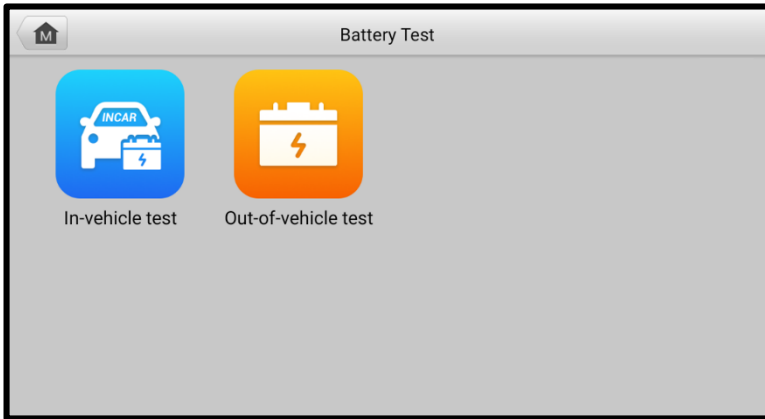 M
Battery Test
INCAR
In-vehicle test
Out-of-vehicle test